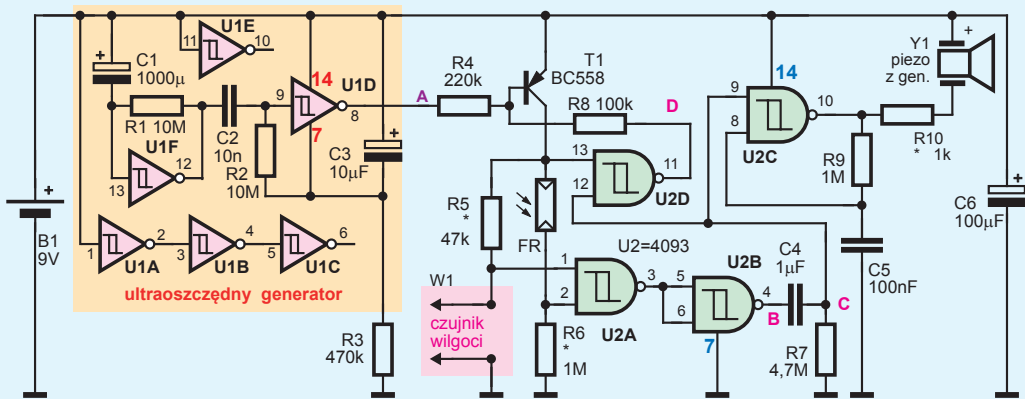 U1E
11
10
C1
1000µ
R1 10M
U1F
13
12
C2
10n
R2
10M
9
14
U1D
7
8
C3
10µF
1
2
U1A
3
4
U1B
5
6
U1C
ultraoszczędny generator
B1
9V
R3
470k
A
R4
220k
T1
BC558
R8 100k
D
R5
*
47k
FR
13
12
11
U2D
U2=4093
W1
czujnik
wilgoci
1
2
3
U2A
R6
*
1M
5
6
4
U2B
7
B
C4
1µF
C
R7
4,7M
14
9
8
10
U2C
R9
1M
R10
* 1k
Y1
piezo
z gen.
C5
100nF
C6
100µF